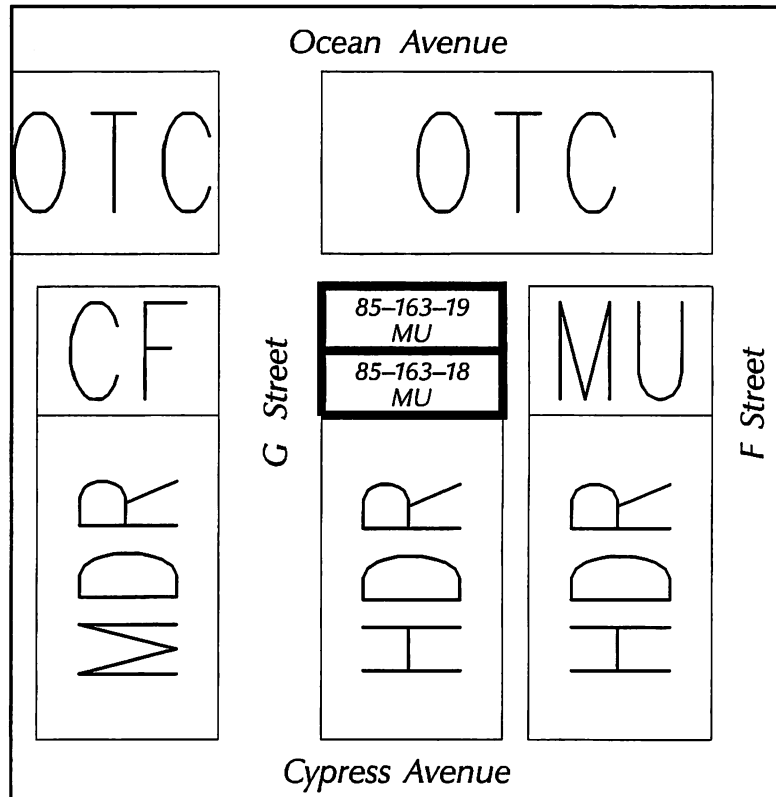 Ocean Avenue
OTC
OTC
CF
G Street
85-163-19
MU
85-163-18
MU
MU
F Street
MDR
HDR
HDR
Cypress Avenue